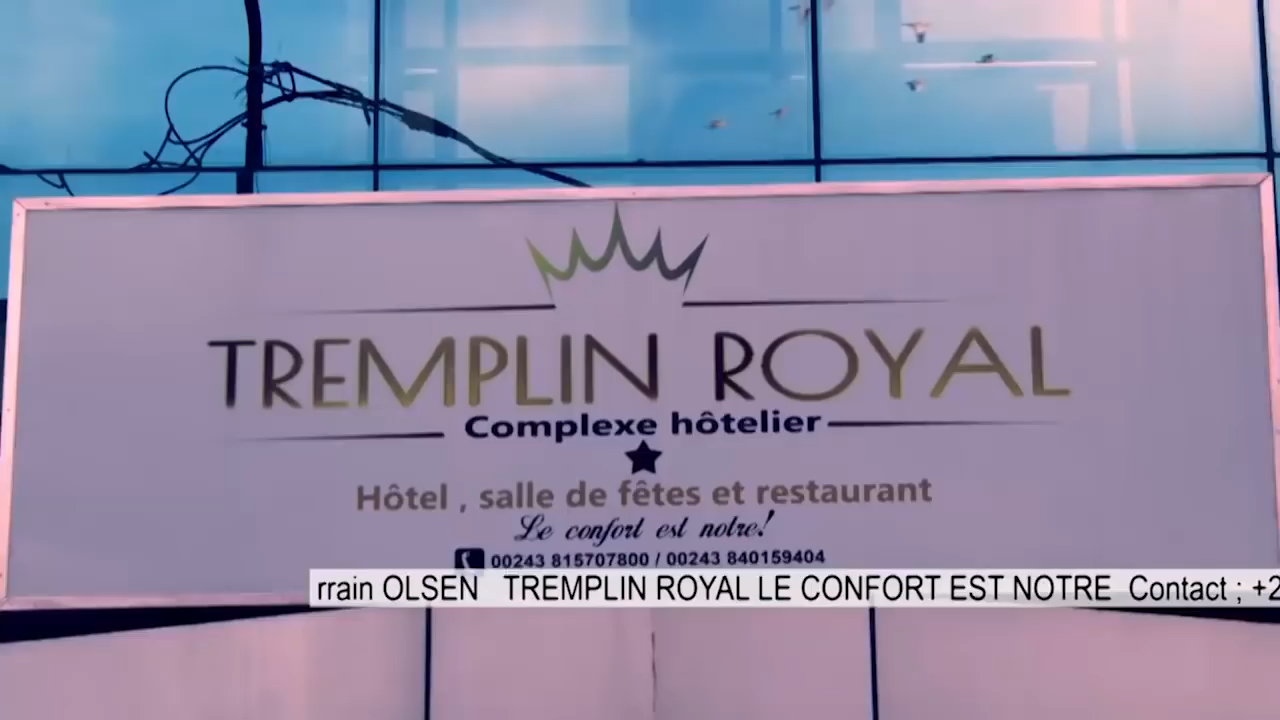 TREMPLIN ROYAL
Complexe hôtelier
Hôtel , salle de fêtes et restaurant
Le confort est notre!
00243 815707800 / 00243 840159404
rrain OLSEN TREMPLIN ROYAL LE CONFORT EST NOTRE Contact ; +2